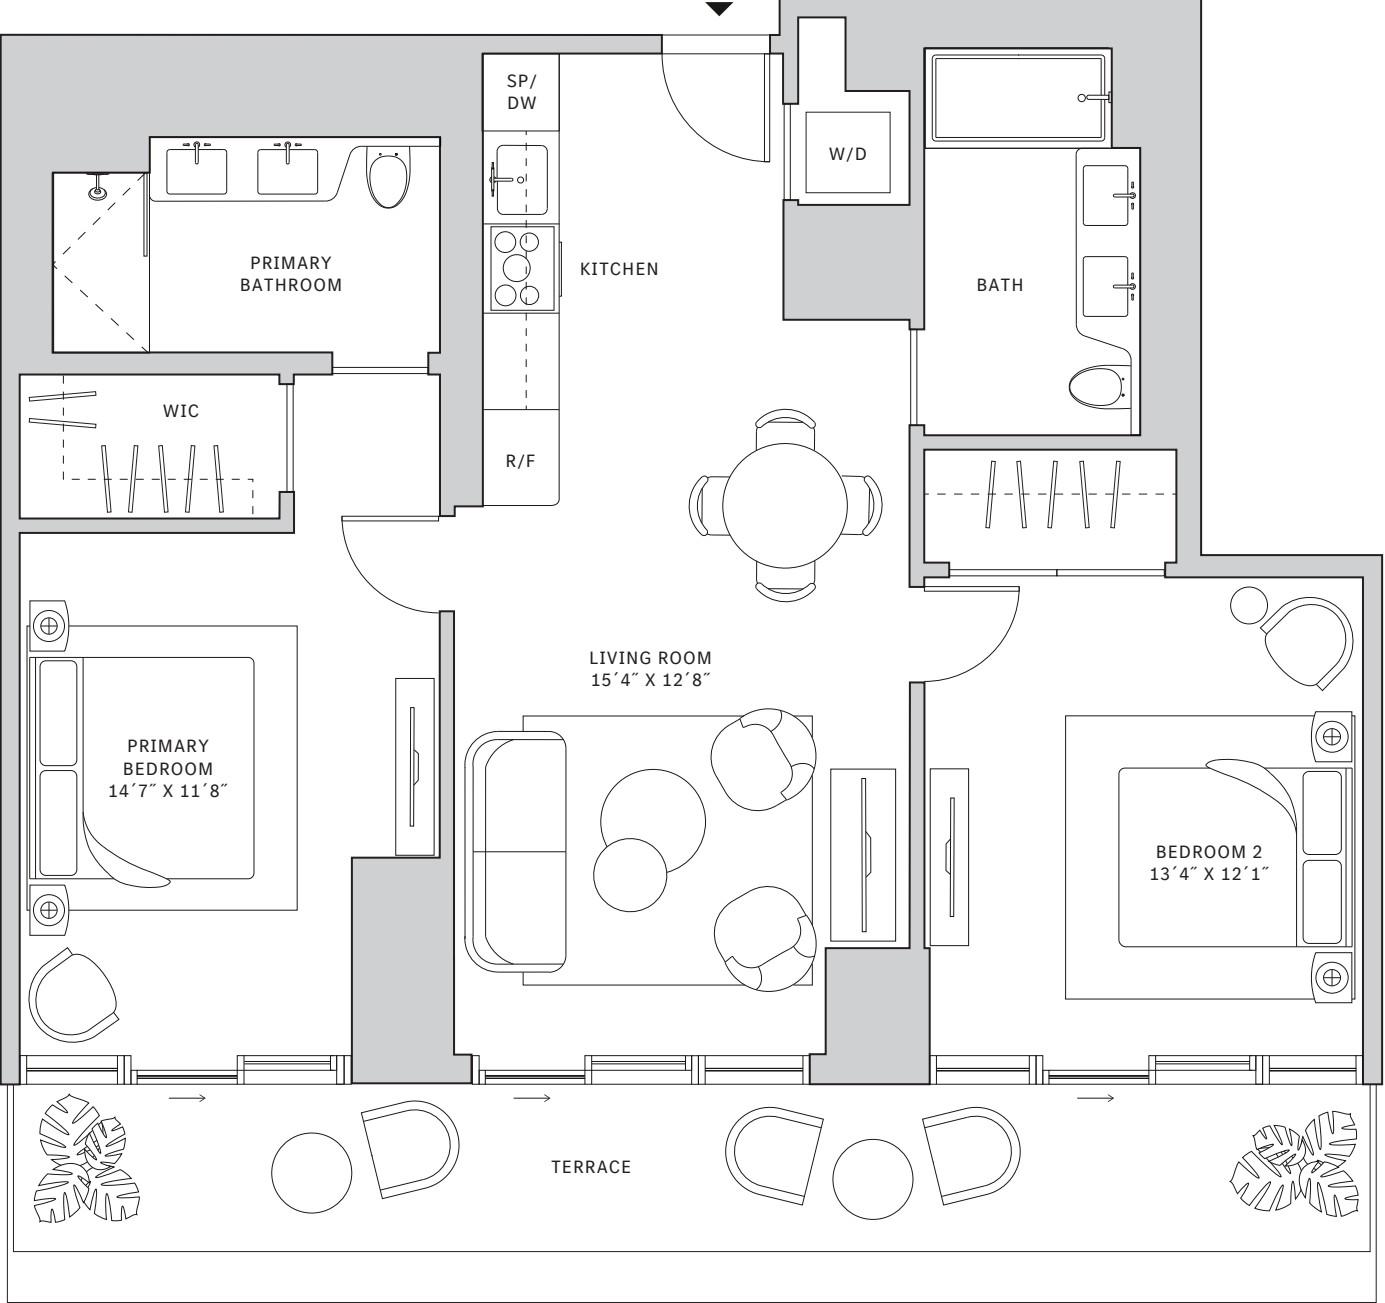 SP/
DW
W/D
PRIMARY
BATHROOM
KITCHEN
BATH
WIC
R/F
LIVING ROOM
15´4˝ X 12´8˝
PRIMARY
BEDROOM
14´7˝ X 11´8˝
BEDROOM 2
13´4˝ X 12´1˝
TERRACE